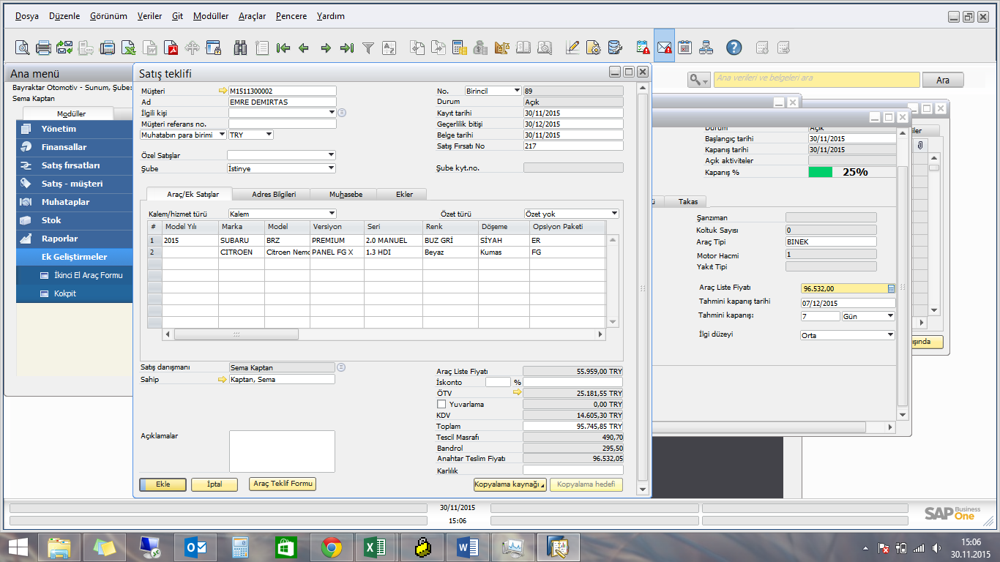 Dosya Düzenle Görünüm Veriler Git Modüller Araçlar Pencere Yardım
Ana menü
Bayraktar Otomotiv - Sunum, Şube:
Sema Kaptan
Modüller
Yönetim
Finansallar
Satış fırsatları
Satış - müşteri
Muhataplar
Stok
Raporlar
Ek Geliştirmeler
İkinci El Araç Formu
Kokpit
Satış teklifi
Müşteri M1511300002
Ad EMRE DEMIRTAS
İlgili kişi
Müşteri referans no.
Muhatabın para birimi TRY
Özel Satışlar
Şube İstinye
No. Birincil 89
Durum Açık
Kayıt tarihi 30/11/2015
Geçerlilik bitişi 30/12/2015
Belge tarihi 30/11/2015
Satış Fırsatı No 217
Şube kyt.no.
Araç/Ek Satışlar Adres Bilgileri Muhasebe Ekler
Kalem/hizmet türü Kalem Özet türü Özet yok
# Model Yılı Marka Model Versiyon Seri Renk Döşeme Opsiyon Paketi
1 2015 SUBARU BRZ PREMIUM 2.0 MANUEL BUZ GRİ SİYAH ER
2 CITROEN Citroen Nemo PANEL FG X 1.3 HDI Beyaz Kumas FG
Satış danışmanı Sema Kaptan
Sahip Kaptan, Sema
Açıklamalar
Araç Liste Fiyatı 55.959,00 TRY
İskonto %
ÖTV 25.181,55 TRY
Yuvarlama 0,00 TRY
KDV 14.605,30 TRY
Toplam 95.745,85 TRY
Tescil Masrafı 490,70
Bandrol 295,50
Anahtar Teslim Fiyatı 96.532,05
Karlılık
Ekle İptal Araç Teklif Formu Kopyalama kaynağı Kopyalama hedefi
Ana verileri ve belgeleri ara Ara
Durum Açık
Başlangıç tarihi 30/11/2015
Kapanış tarihi 30/11/2015
Açık aktiviteler
Kapanış % 25%
Takas
Şanzıman
Koltuk Sayısı 0
Araç Tipi BINEK
Motor Hacmi 1
Yakıt Tipi
Araç Liste Fiyatı 96.532,00
Tahmini kapanış tarihi 07/12/2015
Tahmini kapanış: 7 Gün
İlgi düzeyi Orta
30/11/2015
15:06
SAP Business One
15:06
30.11.2015